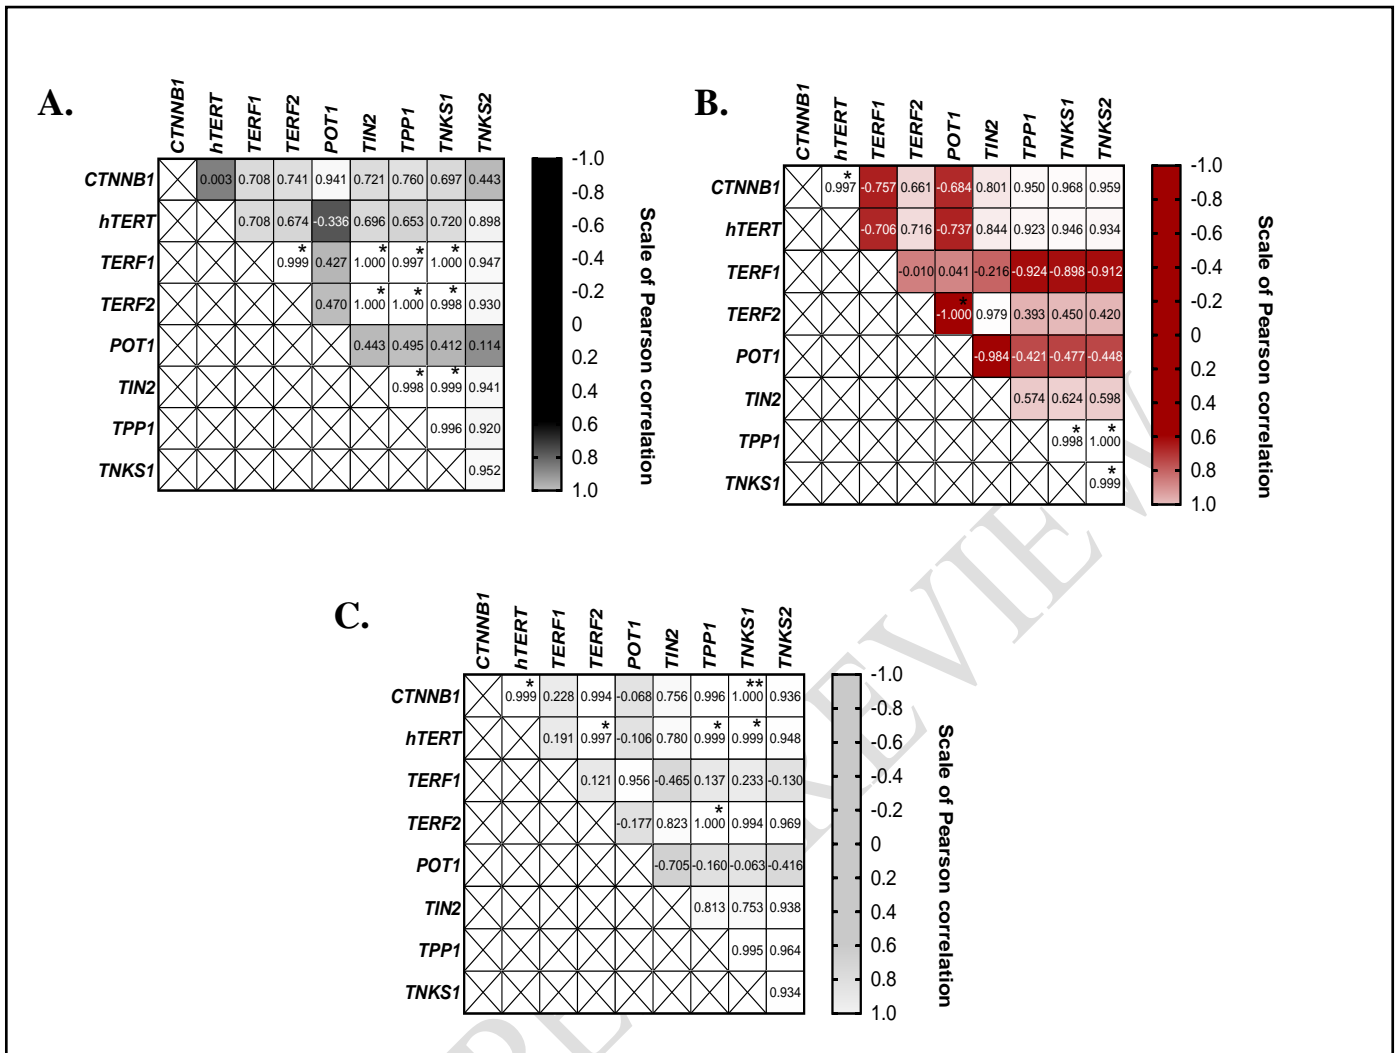 A.
CTNNB1 hTERT TERF1 TERF2 POT1 TIN2 TPP1 TNKS1 TNKS2
CTNNB1 0.003 0.708 0.741 0.941 0.721 0.760 0.697 0.443
hTERT 0.708 0.674 -0.336 0.696 0.653 0.720 0.898
TERF1 0.999* 0.427 1.000* 0.997* 1.000* 0.947
TERF2 0.470 1.000* 1.000* 0.998* 0.930
POT1 0.443 0.495 0.412 0.114
TIN2 0.998* 0.999* 0.941
TPP1 0.996 0.920
TNKS1 0.952
-1.0
-0.8
-0.6
-0.4
-0.2
0
0.2
0.4
0.6
0.8
1.0
Scale of Pearson correlation
B.
CTNNB1 hTERT TERF1 TERF2 POT1 TIN2 TPP1 TNKS1 TNKS2
CTNNB1 0.997* -0.757 0.661 -0.684 0.801 0.950 0.968 0.959
hTERT -0.706 0.716 -0.737 0.844 0.923 0.946 0.934
TERF1 -0.010 0.041 -0.216 -0.924 -0.898 -0.912
TERF2 -1.000* 0.979 0.393 0.450 0.420
POT1 -0.984 -0.421 -0.477 -0.448
TIN2 0.574 0.624 0.598
TPP1 0.998* 1.000*
TNKS1 0.999*
-1.0
-0.8
-0.6
-0.4
-0.2
0
0.2
0.4
0.6
0.8
1.0
Scale of Pearson correlation
C.
CTNNB1 hTERT TERF1 TERF2 POT1 TIN2 TPP1 TNKS1 TNKS2
CTNNB1 0.999* 0.228 0.994 -0.068 0.756 0.996 1.000** 0.936
hTERT 0.191 0.997* -0.106 0.780 0.999* 0.999* 0.948
TERF1 0.121 0.956 -0.465 0.137 0.233 -0.130
TERF2 -0.177 0.823 1.000* 0.994 0.969
POT1 -0.705 -0.160 -0.063 -0.416
TIN2 0.813 0.753 0.938
TPP1 0.995 0.964
TNKS1 0.934
-1.0
-0.8
-0.6
-0.4
-0.2
0
0.2
0.4
0.6
0.8
1.0
Scale of Pearson correlation
REVIEW